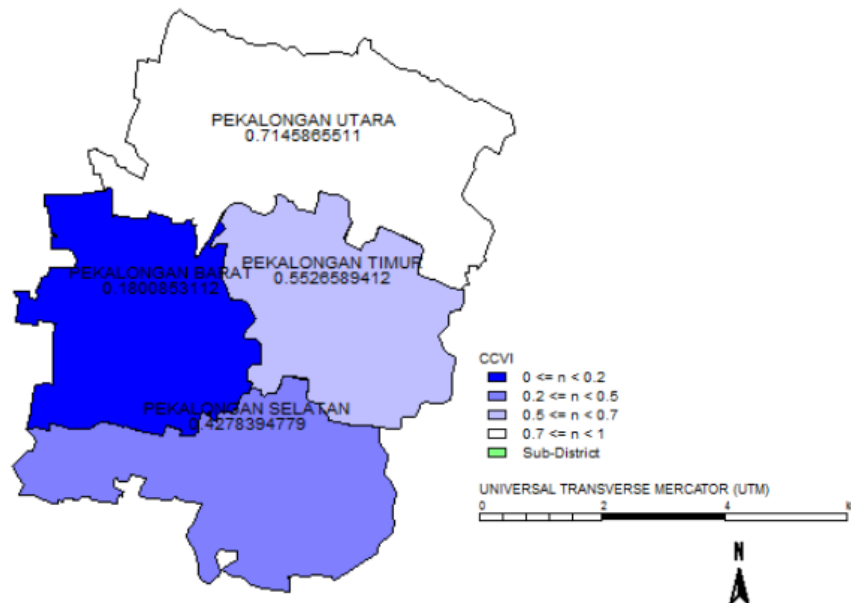 PEKALONGAN UTARA
0.7145865511
PEKALONGAN BARAT
0.1800853112
PEKALONGAN TIMUR
0.5526589412
PEKALONGAN SELATAN
0.4278394779
CCVI
0 <= n < 0.2
0.2 <= n < 0.5
0.5 <= n < 0.7
0.7 <= n < 1
Sub-District
UNIVERSAL TRANSVERSE MERCATOR (UTM)
0 2 4
N